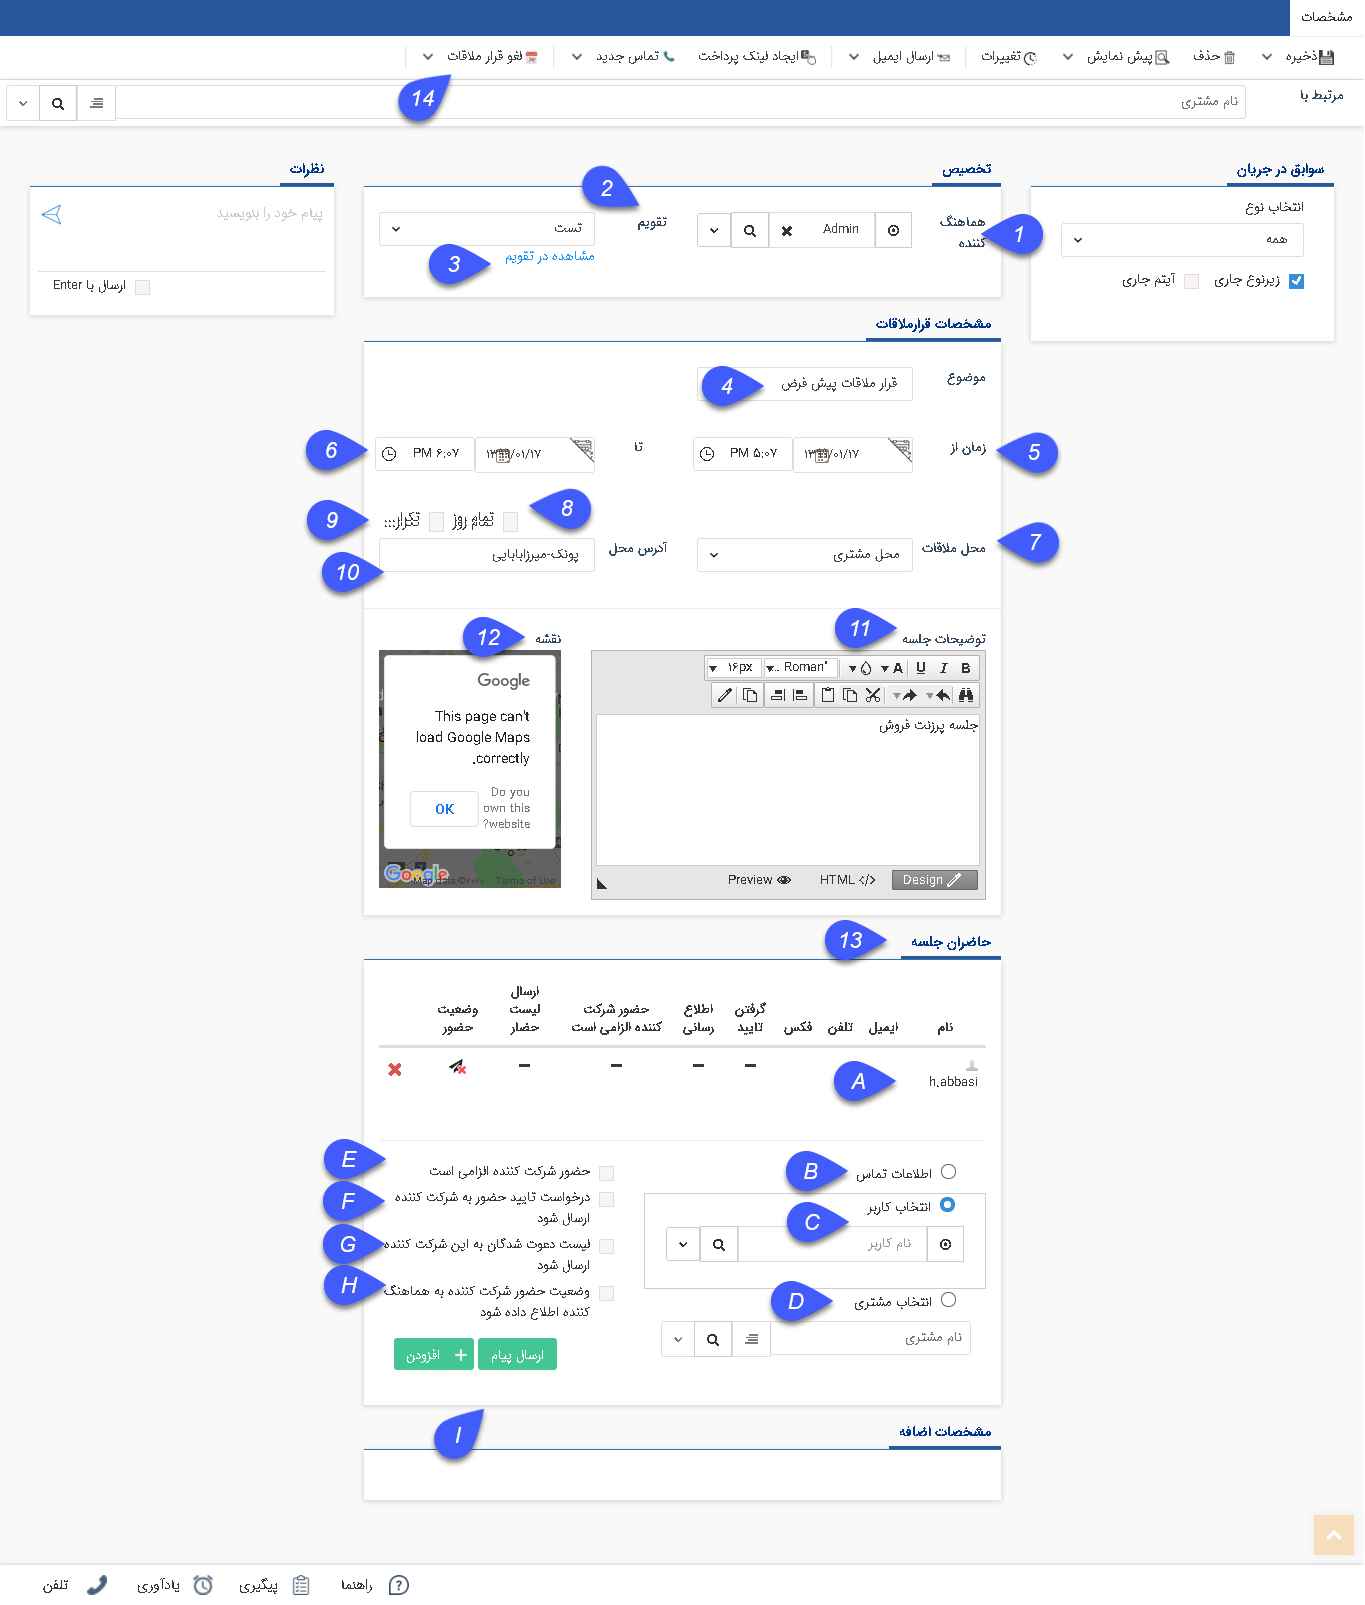 مشخصات
ذخیره
حذف
پیش نمایش
تغییرات
ارسال ایمیل
ایجاد لینک پرداخت
تماس جدید
لغو قرار ملاقات
14
مرتبط با
نام مشتری
سوابق در جریان
انتخاب نوع
همه
زیرنوع جاری
آیتم جاری
تخصیص
هماهنگ
کننده
1
Admin
2
تقویم
تست
3
مشاهده در تقویم
نظرات
پیام خود را بنویسید
ارسال با Enter
مشخصات قرارملاقات
موضوع
قرار ملاقات پیش فرض
4
زمان از
5
/۰۱/۱۷
۵:۰۷ PM
تا
/۰۱/۱۷
۶:۰۷ PM
6
8
تمام روز
تکرار...
9
محل ملاقات
7
محل مشتری
آدرس محل
پونک-میرزابابایی
10
توضیحات جلسه
11
B I U A
Roman" ..
۱۶px
جلسه پرزنت فروش
Design
HTML
Preview
نقشه
12
Google
This page can't
load Google Maps
correctly.
Do you
own this
website?
OK
Google
Map data ©
Terms of Use
حاضران جلسه
13
نام
ایمیل
تلفن
فکس
گرفتن
تایید
اطلاع
رسانی
حضور شرکت
کننده الزامی است
ارسال
لیست
حضار
وضعیت
حضور
h.abbasi
A
اطلاعات تماس
B
انتخاب کاربر
C
نام کاربر
انتخاب مشتری
D
نام مشتری
حضور شرکت کننده الزامی است
E
درخواست تایید حضور به شرکت کننده
ارسال شود
F
لیست دعوت شدگان به این شرکت کننده
ارسال شود
G
وضعیت حضور شرکت کننده به هماهنگ
کننده اطلاع داده شود
H
ارسال پیام
افزودن
I
مشخصات اضافه
راهنما
پیگیری
یادآوری
تلفن